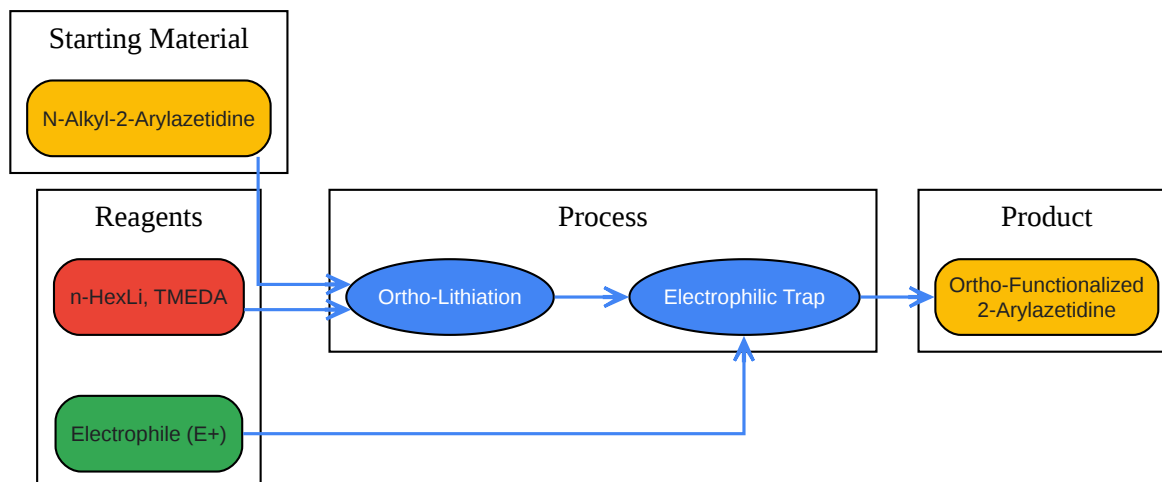 Starting Material
N-Alkyl-2-Arylazetidine
Reagents
n-HexLi, TMEDA
Electrophile (E+)
Process
Ortho-Lithiation
Electrophilic Trap
Product
Ortho-Functionalized
2-Arylazetidine